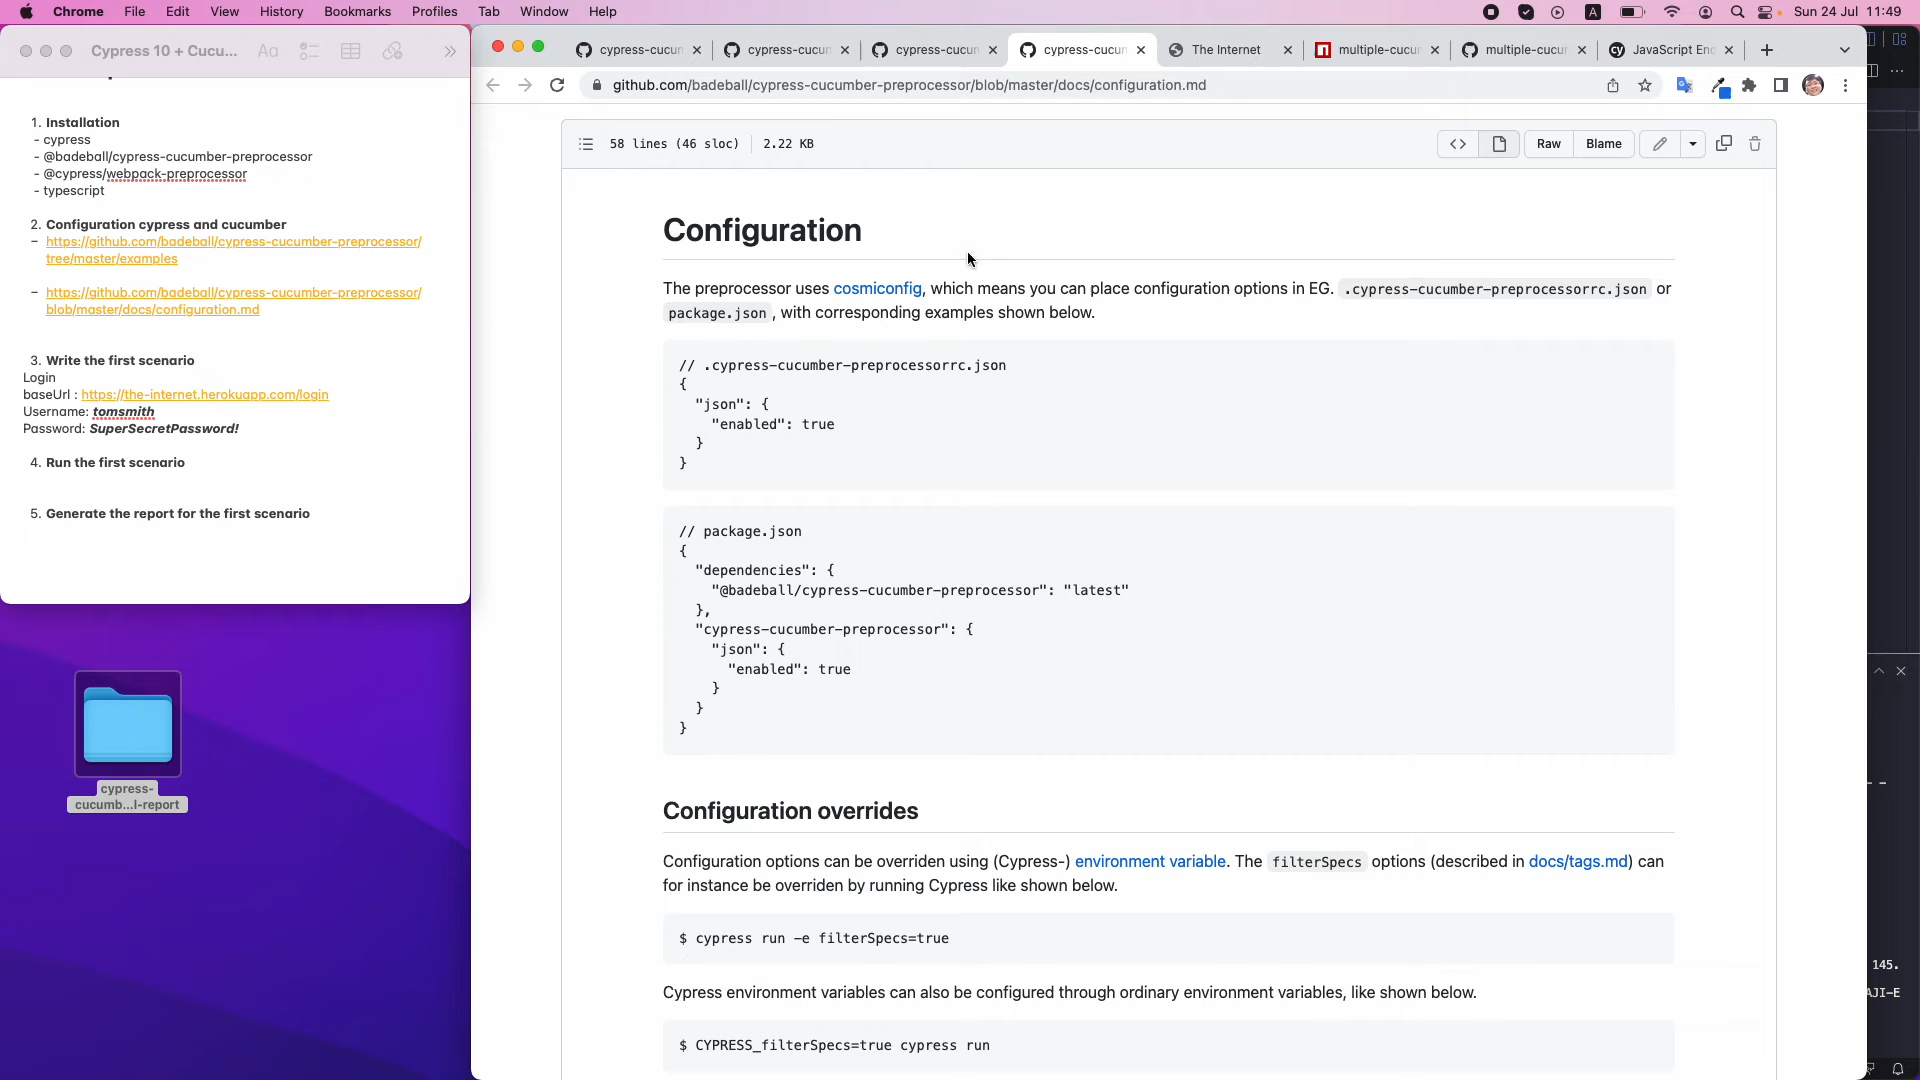 Chrome File Edit View History Bookmarks Profiles Tab Window Help
A
Sun 24 Jul 11:49
Cypress 10 + Cucu...
Aa
1. Installation
- cypress
- @badeball/cypress-cucumber-preprocessor
- @cypress/webpack-preprocessor
- typescript
2. Configuration cypress and cucumber
- https://github.com/badeball/cypress-cucumber-preprocessor/
tree/master/examples
- https://github.com/badeball/cypress-cucumber-preprocessor/
blob/master/docs/configuration.md
3. Write the first scenario
Login
baseUrl : https://the-internet.herokuapp.com/login
Username: tomsmith
Password: SuperSecretPassword!
4. Run the first scenario
5. Generate the report for the first scenario
cypress-
cucumb...l-report
cypress-cucum
cypress-cucum
cypress-cucum
cypress-cucum
The Internet
multiple-cucu
multiple-cucu
cy JavaScript En
github.com/badeball/cypress-cucumber-preprocessor/blob/master/docs/configuration.md
58 lines (46 sloc) 2.22 KB
Raw
Blame
Configuration
The preprocessor uses cosmiconfig, which means you can place configuration options in EG. .cypress-cucumber-preprocessorrc.json or
package.json , with corresponding examples shown below.
// .cypress-cucumber-preprocessorrc.json
{
"json": {
"enabled": true
}
}
// package.json
{
"dependencies": {
"@badeball/cypress-cucumber-preprocessor": "latest"
},
"cypress-cucumber-preprocessor": {
"json": {
"enabled": true
}
}
}
Configuration overrides
Configuration options can be overriden using (Cypress-) environment variable. The filterSpecs options (described in docs/tags.md) can
for instance be overriden by running Cypress like shown below.
$ cypress run -e filterSpecs=true
Cypress environment variables can also be configured through ordinary environment variables, like shown below.
$ CYPRESS_filterSpecs=true cypress run
145.
AJI-E